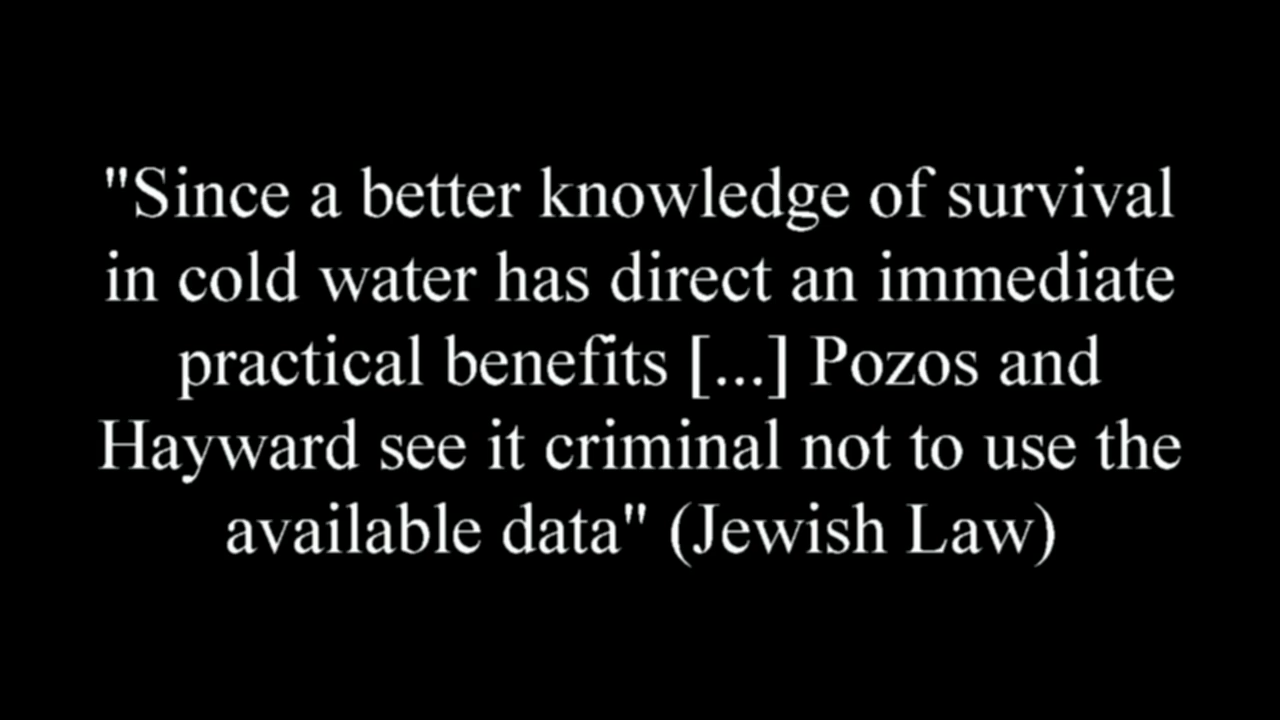 "Since a better knowledge of survival
in cold water has direct an immediate
practical benefits [...] Pozos and
Hayward see it criminal not to use the
available data" (Jewish Law)